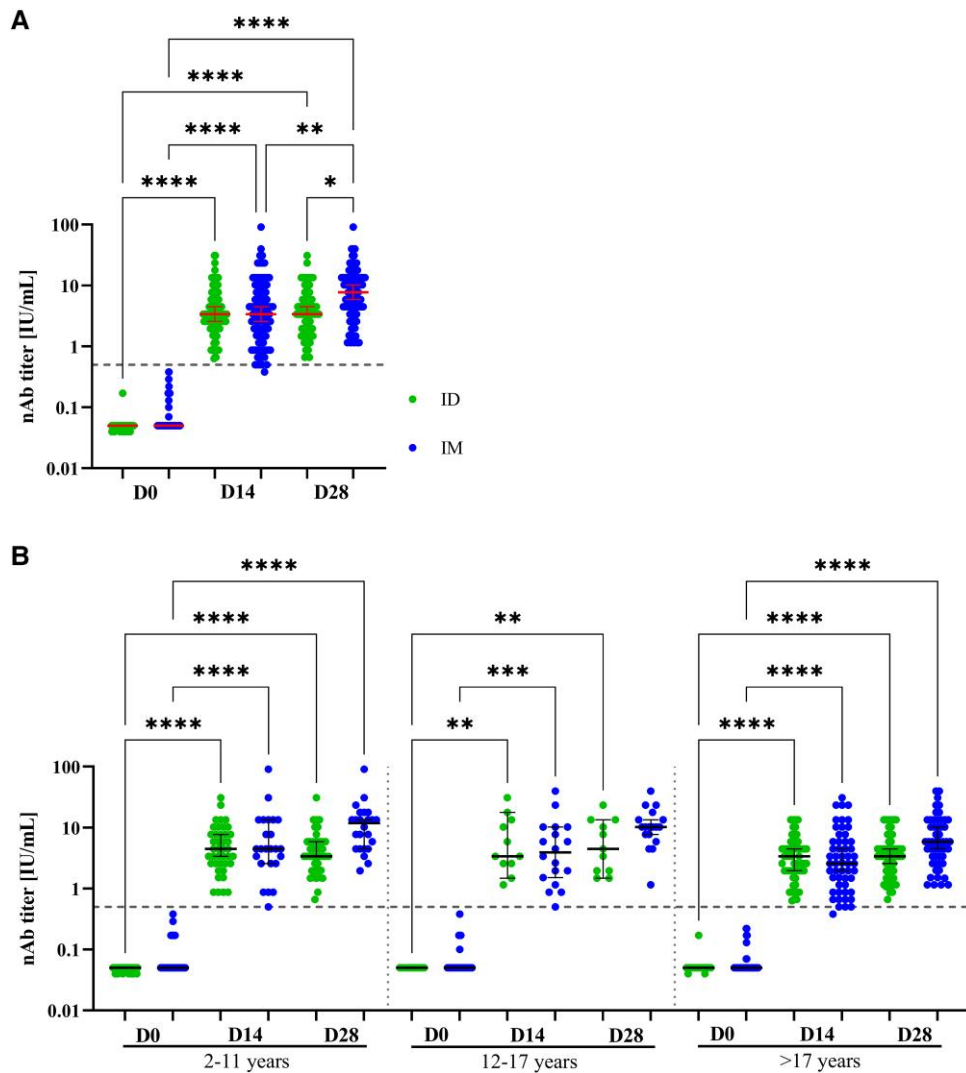 A
****
****
**** **
**** *
100
10
1
0.1
0.01
nAb titer [IU/mL]
ID
IM
D0 D14 D28
B
**** ****
**** ** ****
**** *** ****
**** ** ****
100
10
1
0.1
0.01
nAb titer [IU/mL]
D0 D14 D28 D0 D14 D28 D0 D14 D28
2-11 years 12-17 years >17 years